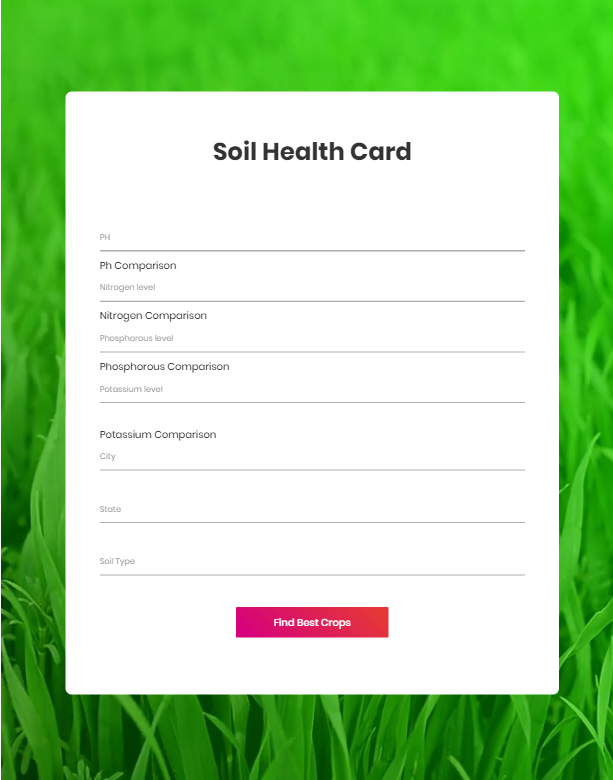 Soil Health Card
PH
Ph Comparison
Nitrogen level
Nitrogen Comparison
Phosphorous level
Phosphorous Comparison
Potassium level
Potassium Comparison
City
State
Soil Type
Find Best Crops